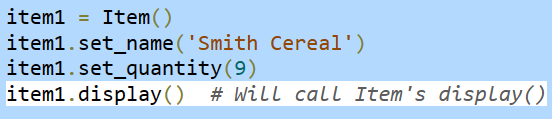 item1 = Item()
item1.set_name('Smith Cereal')
item1.set_quantity(9)
item1.display()  # Will call Item's display()